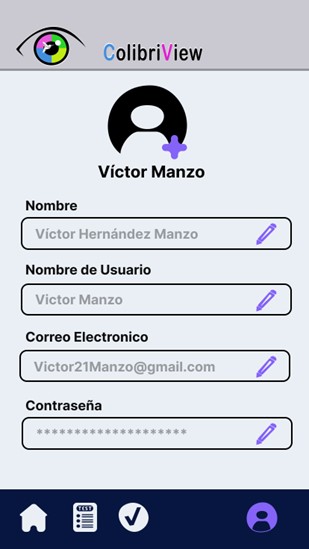 ColibriView
Víctor Manzo
Nombre
Víctor Hernández Manzo
Nombre de Usuario
Victor Manzo
Correo Electronico
Victor21Manzo@gmail.com
Contraseña
********************
TEST